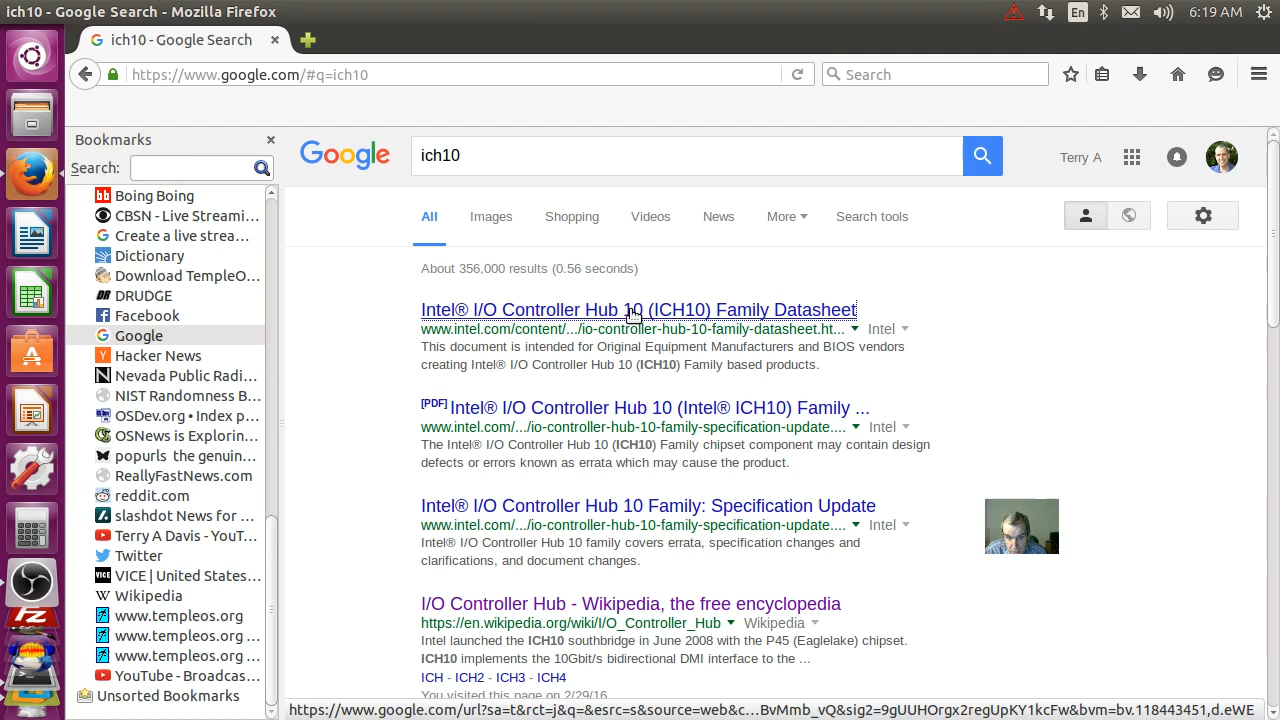 ich10 - Google Search - Mozilla Firefox
En
6:19 AM
ich10 - Google Search
https://www.google.com/#q=ich10
Search
Bookmarks
Search:
Boing Boing
CBSN - Live Streami...
Create a live strea...
Dictionary
Download TempleO...
DRUDGE
Facebook
Google
Hacker News
Nevada Public Radi...
NIST Randomness B...
OSDev.org • Index p...
OSNews is Explorin...
popurls the genuin...
ReallyFastNews.com
reddit.com
slashdot News for ...
Terry A Davis - YouT...
Twitter
VICE | United States...
Wikipedia
www.templeos.org
www.templeos.org ...
www.templeos.org ...
YouTube - Broadcas...
Unsorted Bookmarks
Google
ich10
Terry A
All
Images
Shopping
Videos
News
More
Search tools
About 356,000 results (0.56 seconds)
Intel® I/O Controller Hub 10 (ICH10) Family Datasheet
www.intel.com/content/.../io-controller-hub-10-family-datasheet.ht... Intel
This document is intended for Original Equipment Manufacturers and BIOS vendors
creating Intel® I/O Controller Hub 10 (ICH10) Family based products.
[PDF] Intel® I/O Controller Hub 10 (Intel® ICH10) Family ...
www.intel.com/.../io-controller-hub-10-family-specification-update.... Intel
The Intel® I/O Controller Hub 10 (ICH10) Family chipset component may contain design
defects or errors known as errata which may cause the product.
Intel® I/O Controller Hub 10 Family: Specification Update
www.intel.com/.../io-controller-hub-10-family-specification-update.... Intel
Intel® I/O Controller Hub 10 family covers errata, specification changes and
clarifications, and document changes.
I/O Controller Hub - Wikipedia, the free encyclopedia
https://en.wikipedia.org/wiki/I/O_Controller_Hub Wikipedia
Intel launched the ICH10 southbridge in June 2008 with the P45 (Eaglelake) chipset.
ICH10 implements the 10Gbit/s bidirectional DMI interface to the ...
ICH - ICH2 - ICH3 - ICH4
You visited this page on 2/29/16.
https://www.google.com/url?sa=t&rct=j&q=&esrc=s&source=web&c...BvMmb_vQ&sig2=9gUUHOrgx2regUpKY1kcFw&bvm=bv.118443451,d.eWE